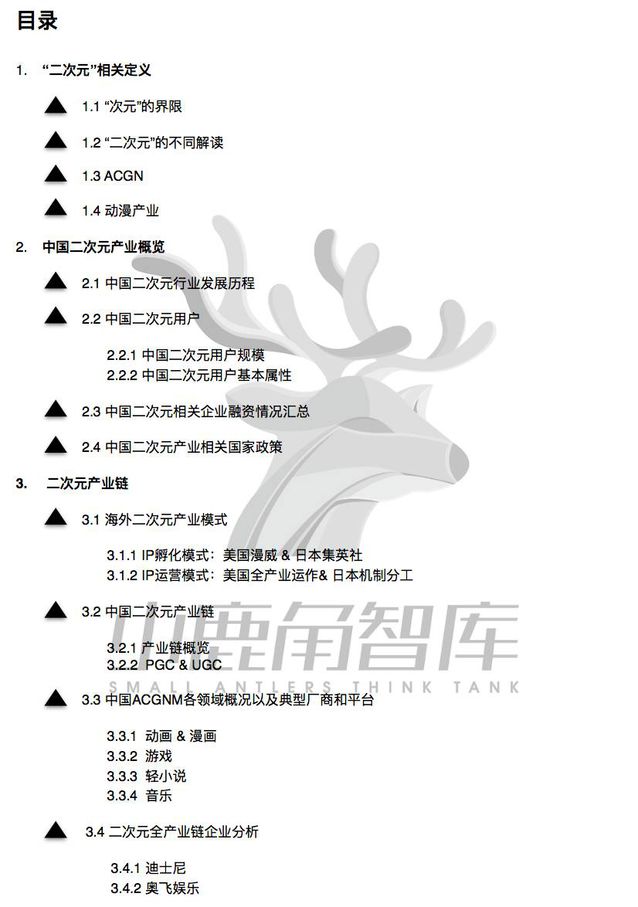 目录
1. “二次元”相关定义
1.1 “次元”的界限
1.2 “二次元”的不同解读
1.3 ACGN
1.4 动漫产业
2. 中国二次元产业概览
2.1 中国二次元行业发展历程
2.2 中国二次元用户
2.2.1 中国二次元用户规模
2.2.2 中国二次元用户基本属性
2.3 中国二次元相关企业融资情况汇总
2.4 中国二次元产业相关国家政策
3. 二次元产业链
3.1 海外二次元产业模式
3.1.1 IP孵化模式：美国漫威 & 日本集英社
3.1.2 IP运营模式：美国全产业运作& 日本机制分工
3.2 中国二次元产业链
小鹿角智库
3.2.1 产业链概览
3.2.2 PGC & UGC
SMALL ANTLERS THINK TANK
3.3 中国ACGNM各领域概况以及典型厂商和平台
3.3.1 动画 & 漫画
3.3.2 游戏
3.3.3 轻小说
3.3.4 音乐
3.4 二次元全产业链企业分析
3.4.1 迪士尼
3.4.2 奥飞娱乐